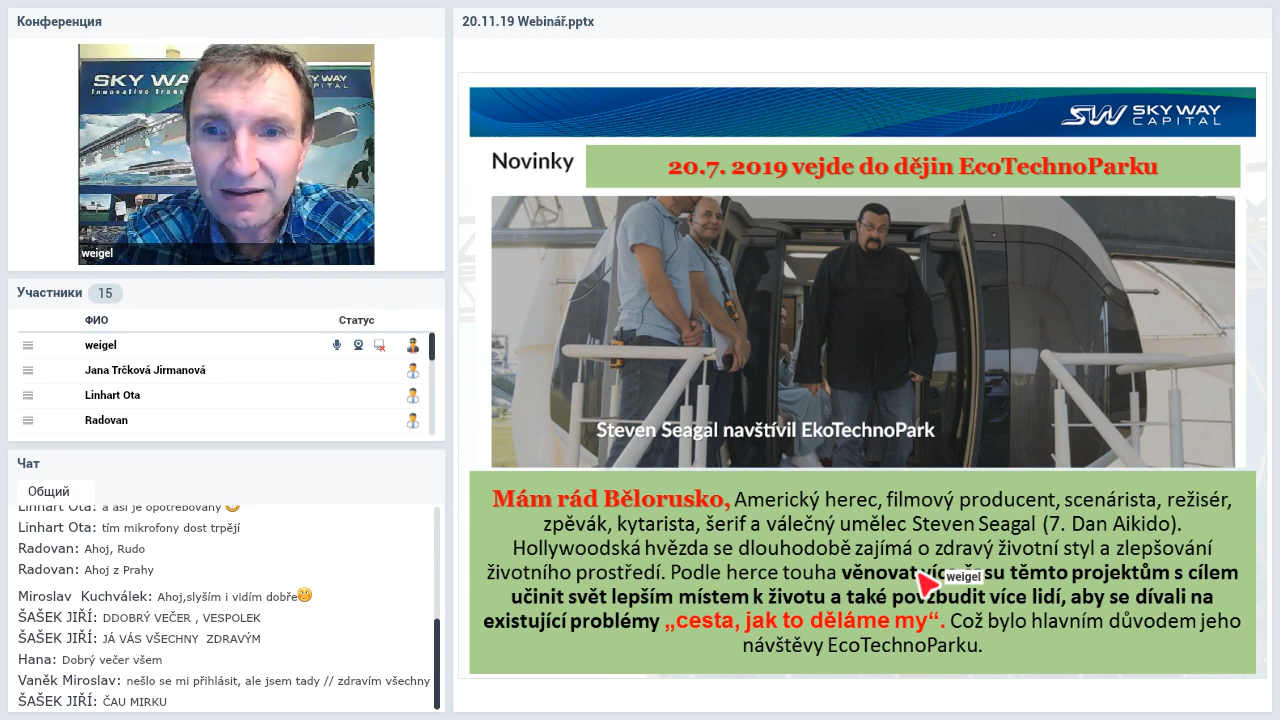 Конференция
SKY WA
Innovative trans
Y WAY
CAPITAL
weigel
Участники 15
ФИО Статус
weigel
Jana Trčková Jirmanová
Linhart Ota
Radovan
Чат
Общий
Linhart Ota: a asi je opotřebovaný
Linhart Ota: tím mikrofony dost trpějí
Radovan: Ahoj, Rudo
Radovan: Ahoj z Prahy
Miroslav Kuchválek: Ahoj,slyším i vidím dobře
ŠAŠEK JIŘÍ: DDOBRÝ VEČER , VESPOLEK
ŠAŠEK JIŘÍ: JÁ VÁS VŠECHNY ZDRAVÝM
Hana: Dobrý večer všem
Vaněk Miroslav: nešlo se mi přihlásit, ale jsem tady // zdravím všechny
ŠAŠEK JIŘÍ: ČAU MIRKU
20.11.19 Webinář.pptx
SW SKY WAY
CAPITAL
Novinky
20.7. 2019 vejde do dějin EcoTechnoParku
Steven Seagal navštívil EkoTechnoPark
Mám rád Bělorusko, Americký herec, filmový producent, scenárista, režisér,
zpěvák, kytarista, šerif a válečný umělec Steven Seagal (7. Dan Aikido).
Hollywoodská hvězda se dlouhodobě zajímá o zdravý životní styl a zlepšování
životního prostředí. Podle herce touha věnovat více času těmto projektům s cílem
weigel
učinit svět lepším místem k životu a také povzbudit více lidí, aby se dívali na
existující problémy „cesta, jak to děláme my“. Což bylo hlavním důvodem jeho
návštěvy EcoTechnoParku.